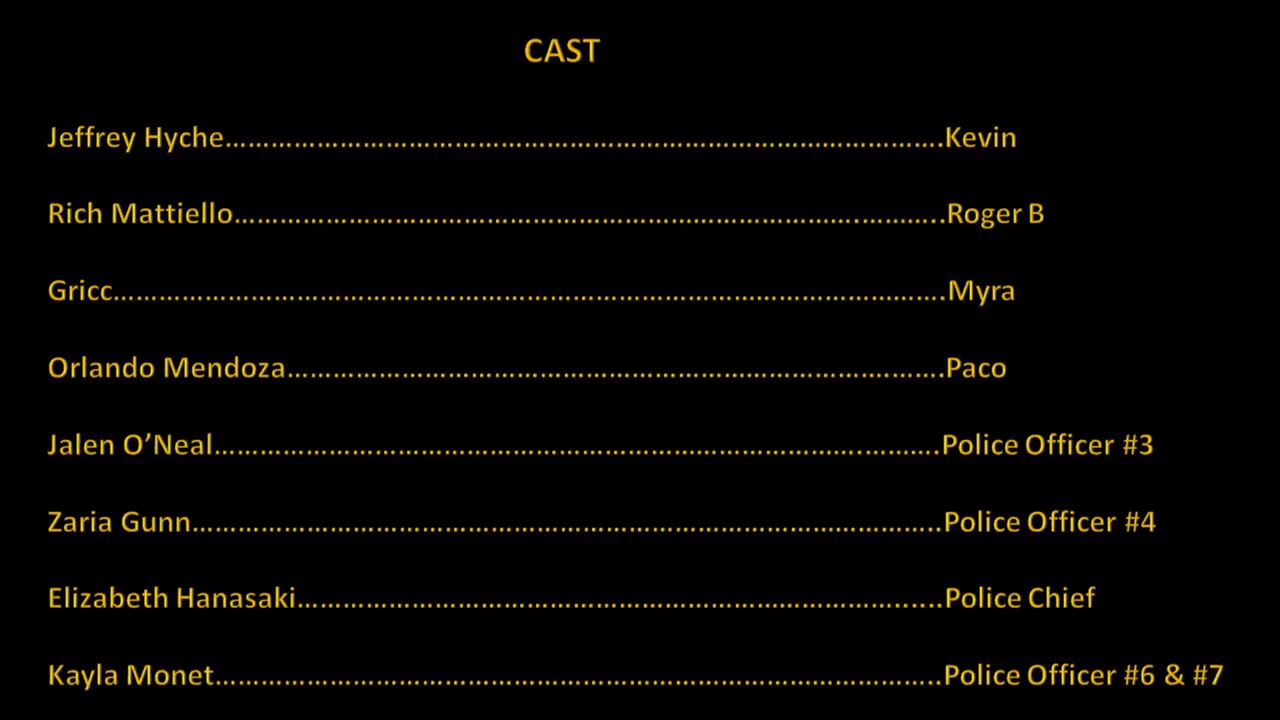 CAST
Jeffrey Hyche…………………………………………………………………………………….Kevin
Rich Mattiello……………………………………………………………………….………..Roger B
Gricc……………………………………………………………………………………………….Myra
Orlando Mendoza…………………………………………………………………….…….Paco
Jalen O’Neal………………………………………………………………………….……….Police Officer #3
Zaria Gunn……………………………………………………………………………………..Police Officer #4
Elizabeth Hanasaki……………………………………………………………………..…..Police Chief
Kayla Monet…………………………………………………………………………………..Police Officer #6 & #7